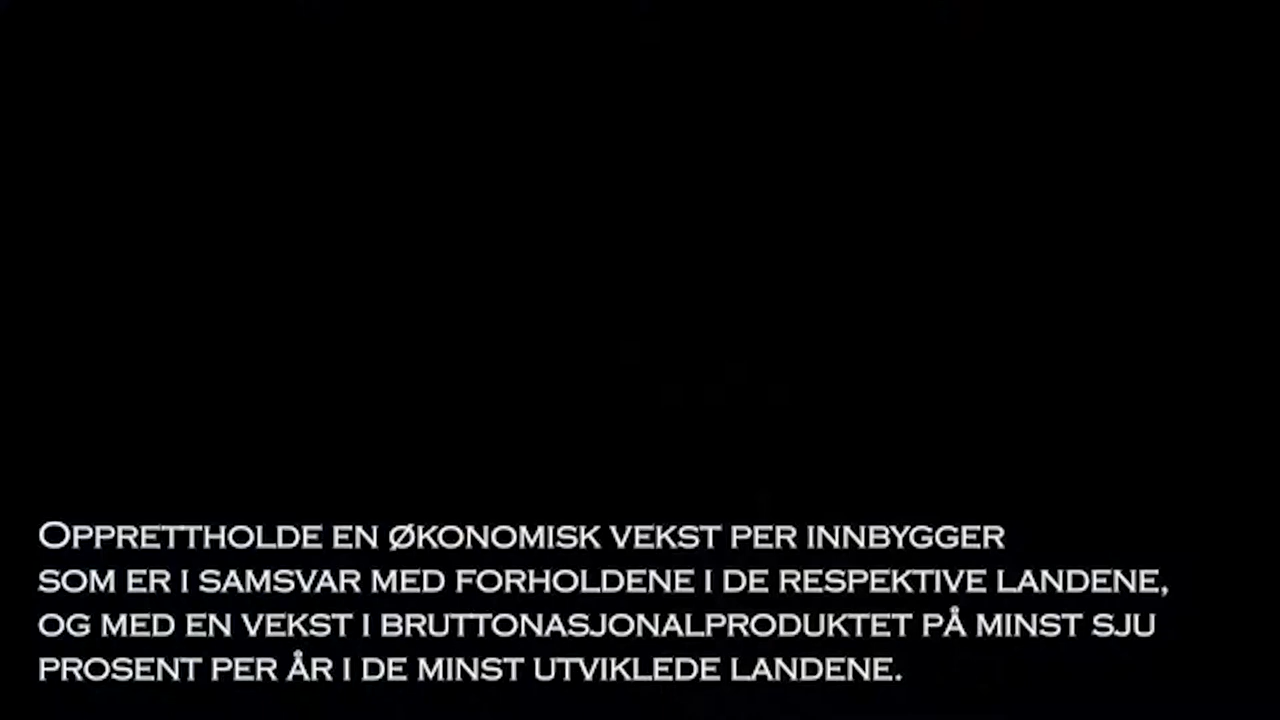 Opprettholde en økonomisk vekst per innbygger
som er i samsvar med forholdene i de respektive landene,
og med en vekst i bruttonasjonalproduktet på minst sju
prosent per år i de minst utviklede landene.